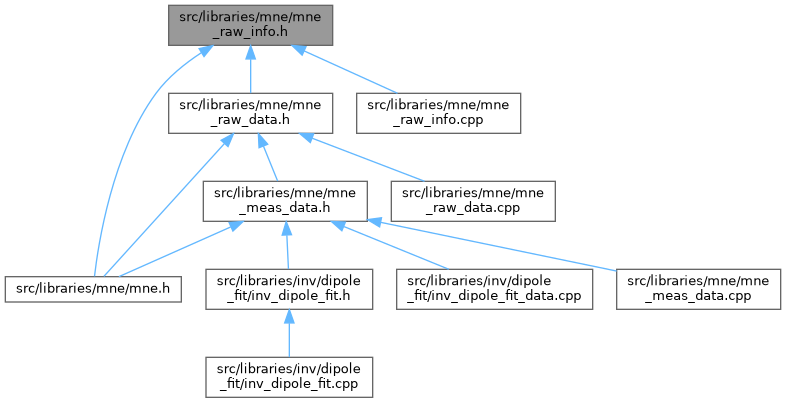 src/libraries/mne/mne
_raw_info.h
src/libraries/mne/mne
_raw_data.h
src/libraries/mne/mne
_raw_info.cpp
src/libraries/mne/mne
_meas_data.h
src/libraries/mne/mne
_raw_data.cpp
src/libraries/mne/mne.h
src/libraries/inv/dipole
_fit/inv_dipole_fit.h
src/libraries/inv/dipole
_fit/inv_dipole_fit_data.cpp
src/libraries/mne/mne
_meas_data.cpp
src/libraries/inv/dipole
_fit/inv_dipole_fit.cpp